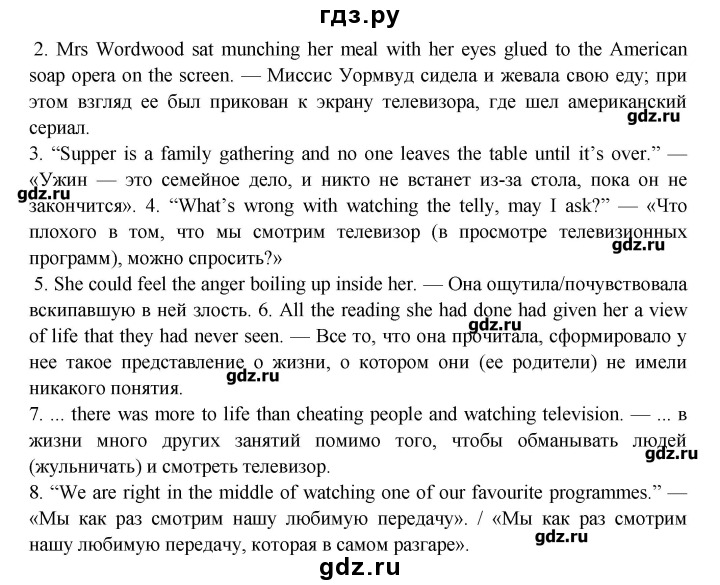 гдз.ру
2. Mrs Wordwood sat munching her meal with her eyes glued to the American
soap opera on the screen. — Миссис Уормвуд сидела и жевала свою еду; при
этом взгляд ее был прикован к экрану телевизора, где шел американский
сериал.
gdz.ru
3. “Supper is a family gathering and no one leaves the table until it’s over.” —
«Ужин — это семейное дело, и никто не встанет из-за стола, пока он не
gdz.ru
закончится». 4. “What’s wrong with watching the telly, may I ask?” — «Что
плохого в том, что мы смотрим телевизор (в просмотре телевизионных
gdz.ru
программ), можно спросить?»
5. She could feel the anger boiling up inside her. — Она ощутила/почувствовала
вскипавшую в ней злость. 6. All the reading she had done had given her a view
gdz.ru
of life that they had never seen. — Все то, что она прочитала, сформировало у
нее такое представление о жизни, о котором они (ее родители) не имели
gdz.ru
никакого понятия.
7. ... there was more to life than cheating people and watching television. — ... в
жизни много других занятий помимо того, чтобы обманывать людей
gdz.ru
(жульничать) и смотреть телевизор.
8. “We are right in the middle of watching one of our favourite programmes.” —
«Мы как раз смотрим нашу любимую передачу». / «Мы как раз смотрим
gdz.ru
нашу любимую передачу, которая в самом разгаре».
gdz.ru